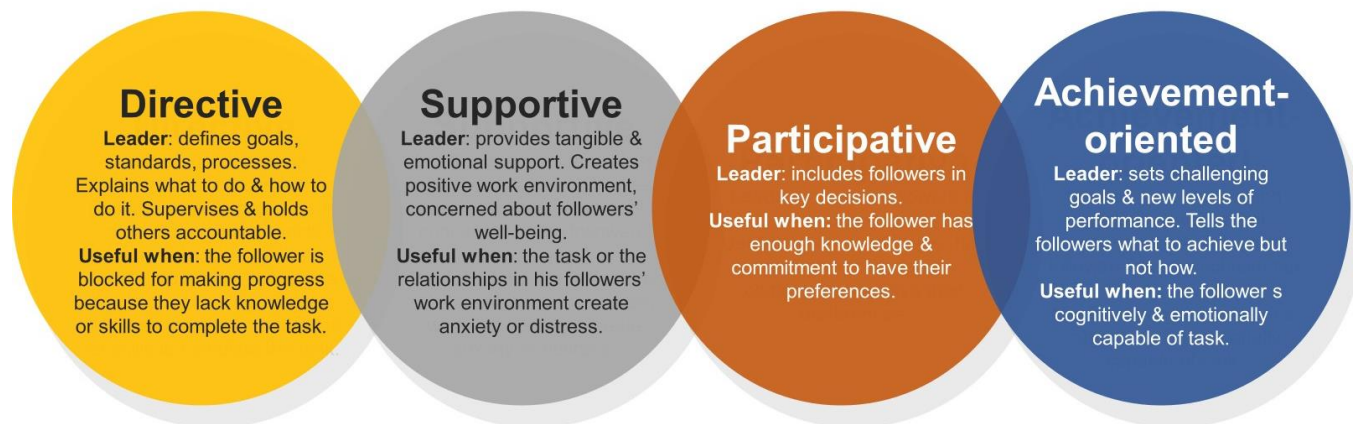 Directive
Leader: defines goals,
standards, processes.
Explains what to do & how to
do it. Supervises & holds
others accountable.
Useful when: the follower is
blocked for making progress
because they lack knowledge
or skills to complete the task.
Supportive
Leader: provides tangible &
emotional support. Creates
positive work environment,
concerned about followers’
well-being.
Useful when: the task or the
relationships in his followers’
work environment create
anxiety or distress.
Participative
Leader: includes followers in
key decisions.
Useful when: the follower has
enough knowledge &
commitment to have their
preferences.
Achievement-
oriented
Leader: sets challenging
goals & new levels of
performance. Tells the
followers what to achieve but
not how.
Useful when: the follower s
cognitively & emotionally
capable of task.